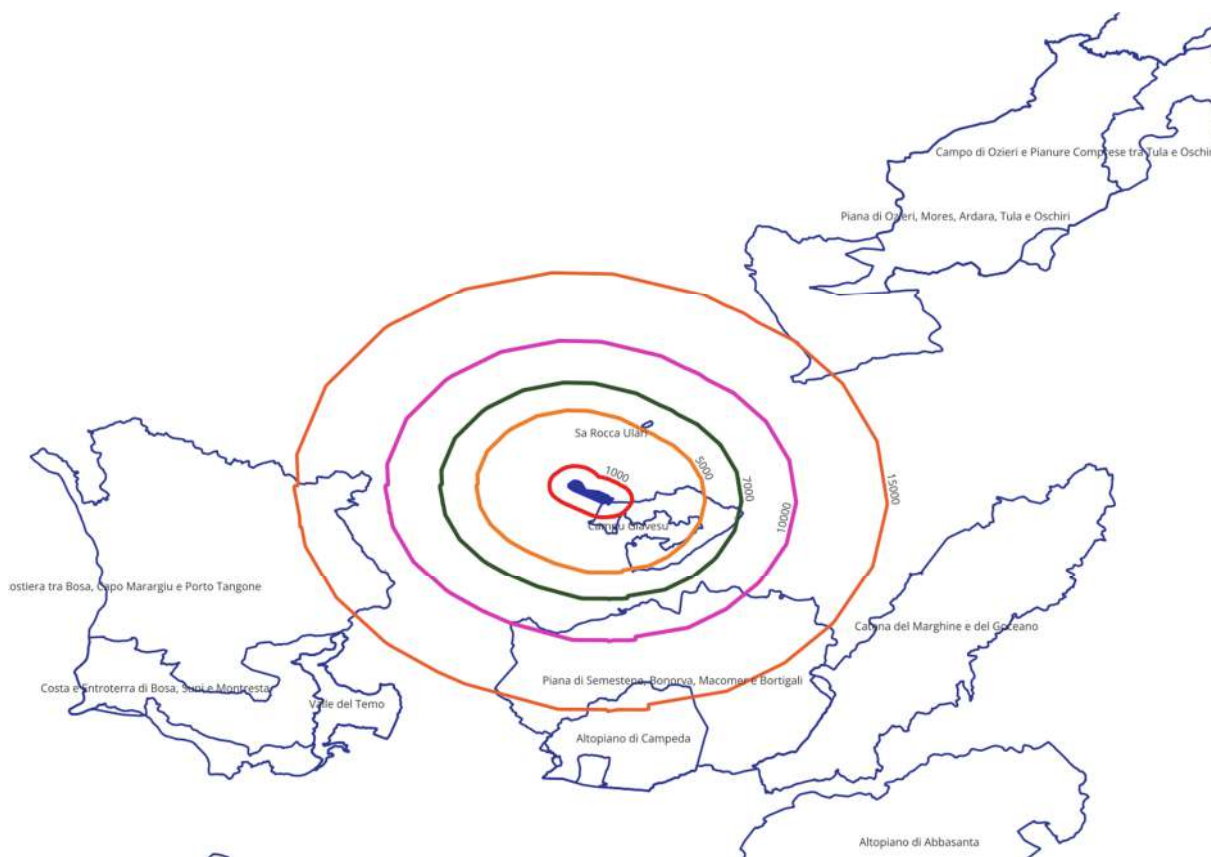 Campo di Ozieri e Pianure Comprese tra Tula e Oschiri
Piana di Ozieri, Mores, Ardara, Tula e Oschiri
Sa Rocca Ulari
1000
5000
7000
10000
15000
Campu Giavesu
ostiera tra Bosa, Capo Marargiu e Porto Tangone
Catena del Marghine e del Goceano
Costa e Entroterra di Bosa, Suni e Montresta
Piana di Semestene, Bonorva, Macomer e Bortigali
Valle del Temo
Altopiano di Campeda
Altopiano di Abbasanta